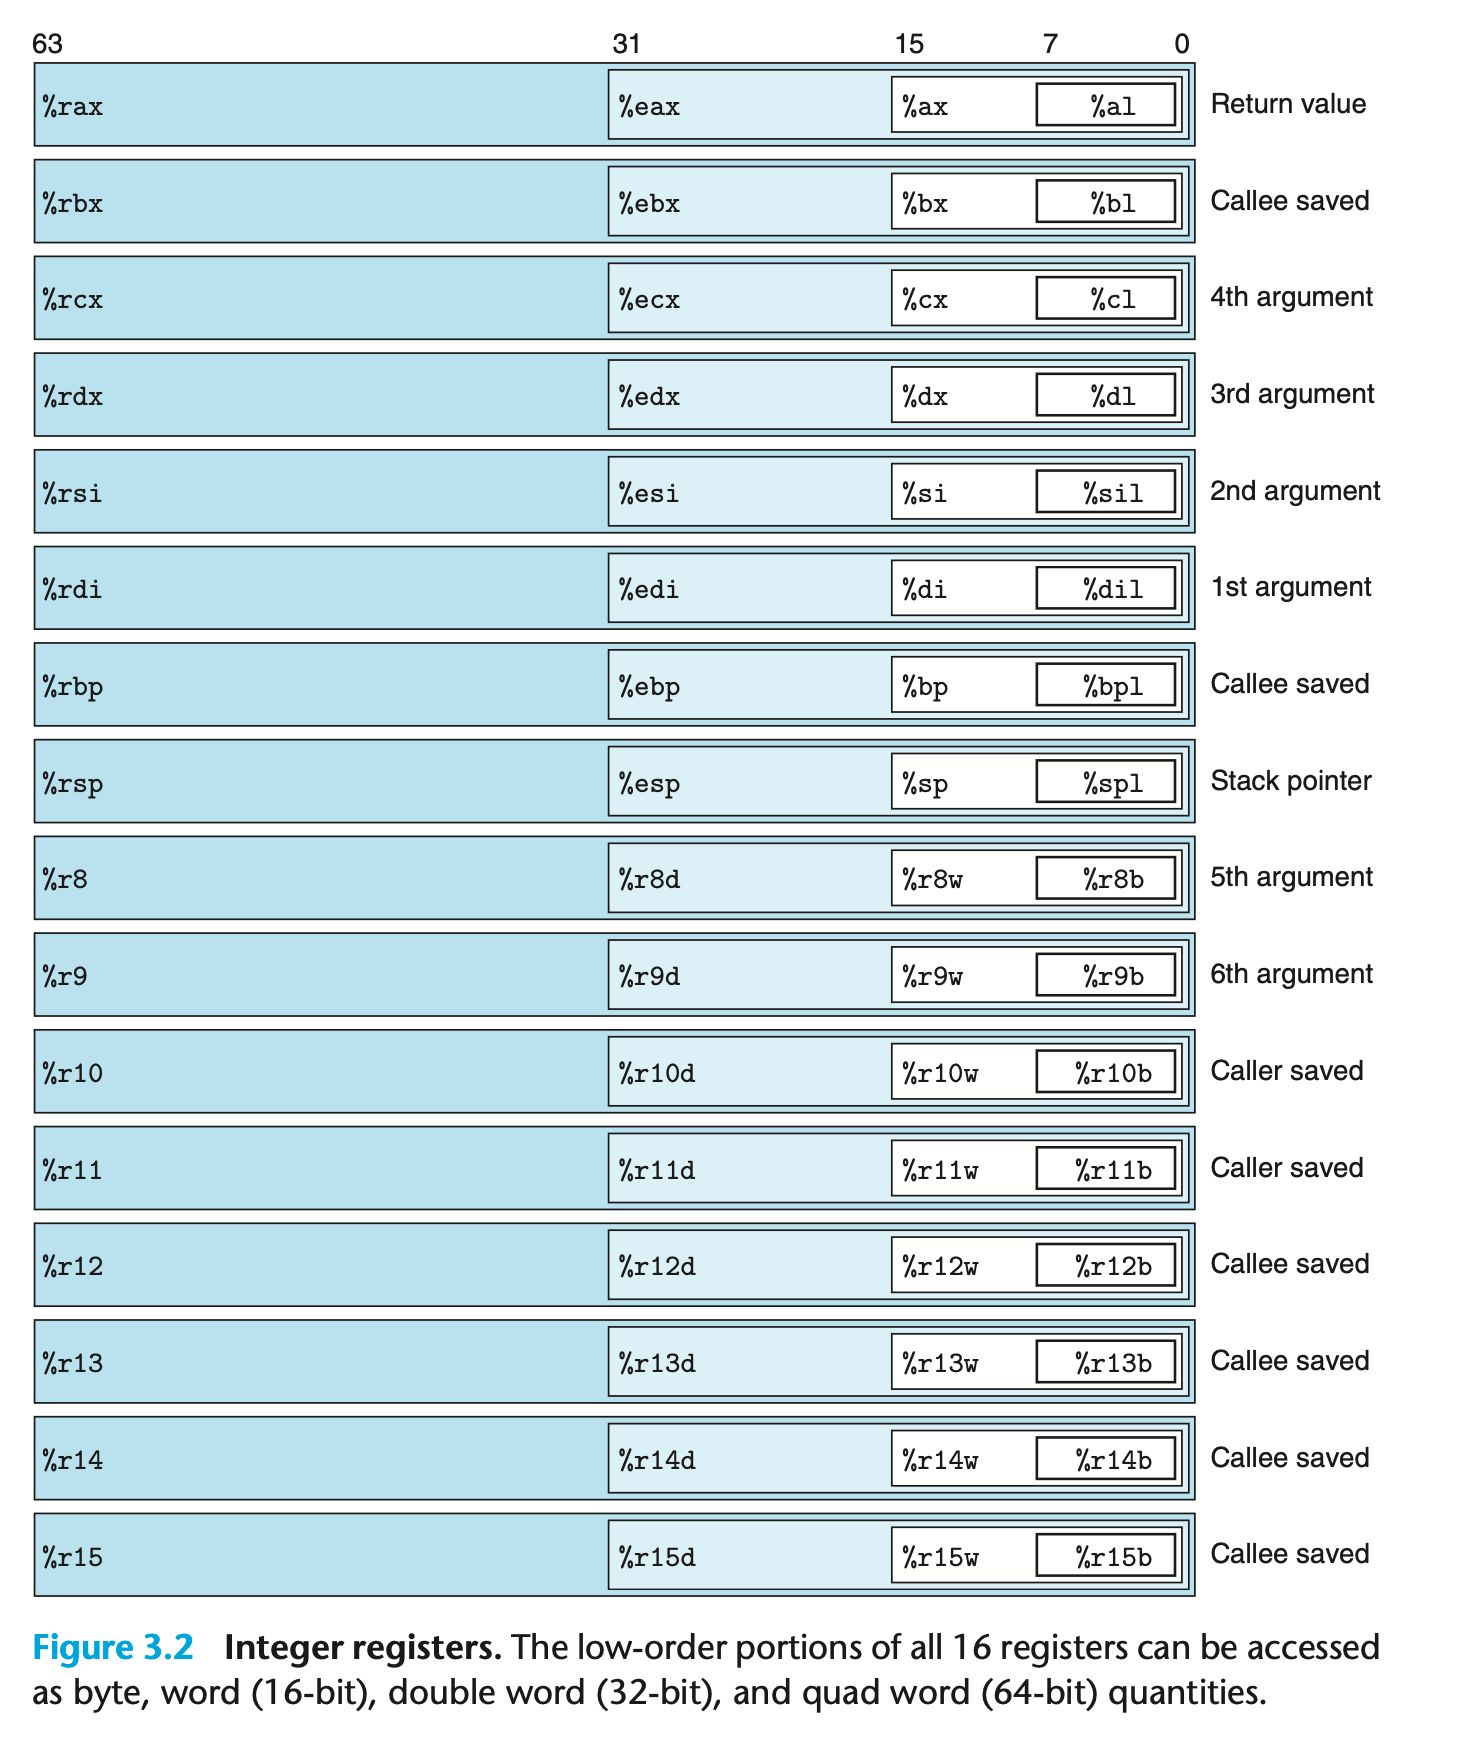 63 31 15 7 0
%rax %eax %ax %al Return value
%rbx %ebx %bx %bl Callee saved
%rcx %ecx %cx %cl 4th argument
%rdx %edx %dx %dl 3rd argument
%rsi %esi %si %sil 2nd argument
%rdi %edi %di %dil 1st argument
%rbp %ebp %bp %bpl Callee saved
%rsp %esp %sp %spl Stack pointer
%r8 %r8d %r8w %r8b 5th argument
%r9 %r9d %r9w %r9b 6th argument
%r10 %r10d %r10w %r10b Caller saved
%r11 %r11d %r11w %r11b Caller saved
%r12 %r12d %r12w %r12b Callee saved
%r13 %r13d %r13w %r13b Callee saved
%r14 %r14d %r14w %r14b Callee saved
%r15 %r15d %r15w %r15b Callee saved
Figure 3.2 Integer registers. The low-order portions of all 16 registers can be accessed
as byte, word (16-bit), double word (32-bit), and quad word (64-bit) quantities.